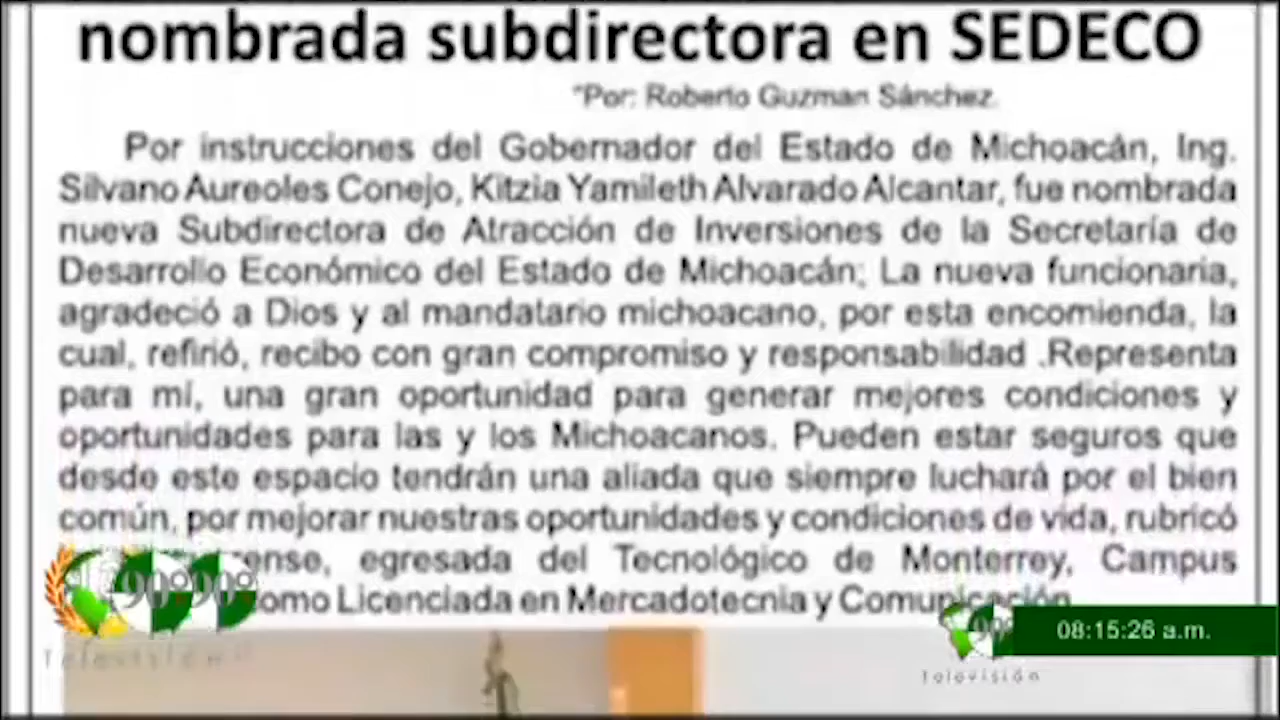 nombrada subdirectora en SEDECO
"Por: Roberto Guzman Sánchez.
Por instrucciones del Gobernador del Estado de Michoacán, Ing.
Silvano Aureoles Conejo, Kitzia Yamileth Alvarado Alcantar, fue nombrada
nueva Subdirectora de Atracción de Inversiones de la Secretaría de
Desarrollo Económico del Estado de Michoacán; La nueva funcionaria,
agradeció a Dios y al mandatario michoacano, por esta encomienda, la
cual, refirió, recibo con gran compromiso y responsabilidad .Representa
para mí, una gran oportunidad para generar mejores condiciones y
oportunidades para las y los Michoacanos. Pueden estar seguros que
desde este espacio tendrán una aliada que siempre luchará por el bien
común, por mejorar nuestras oportunidades y condiciones de vida, rubricó
ense, egresada del Tecnológico de Monterrey, Campus
como Licenciada en Mercadotecnia y Comunicación
90° 90°
Televisión
90°
08:15:26 a.m.
Televisión